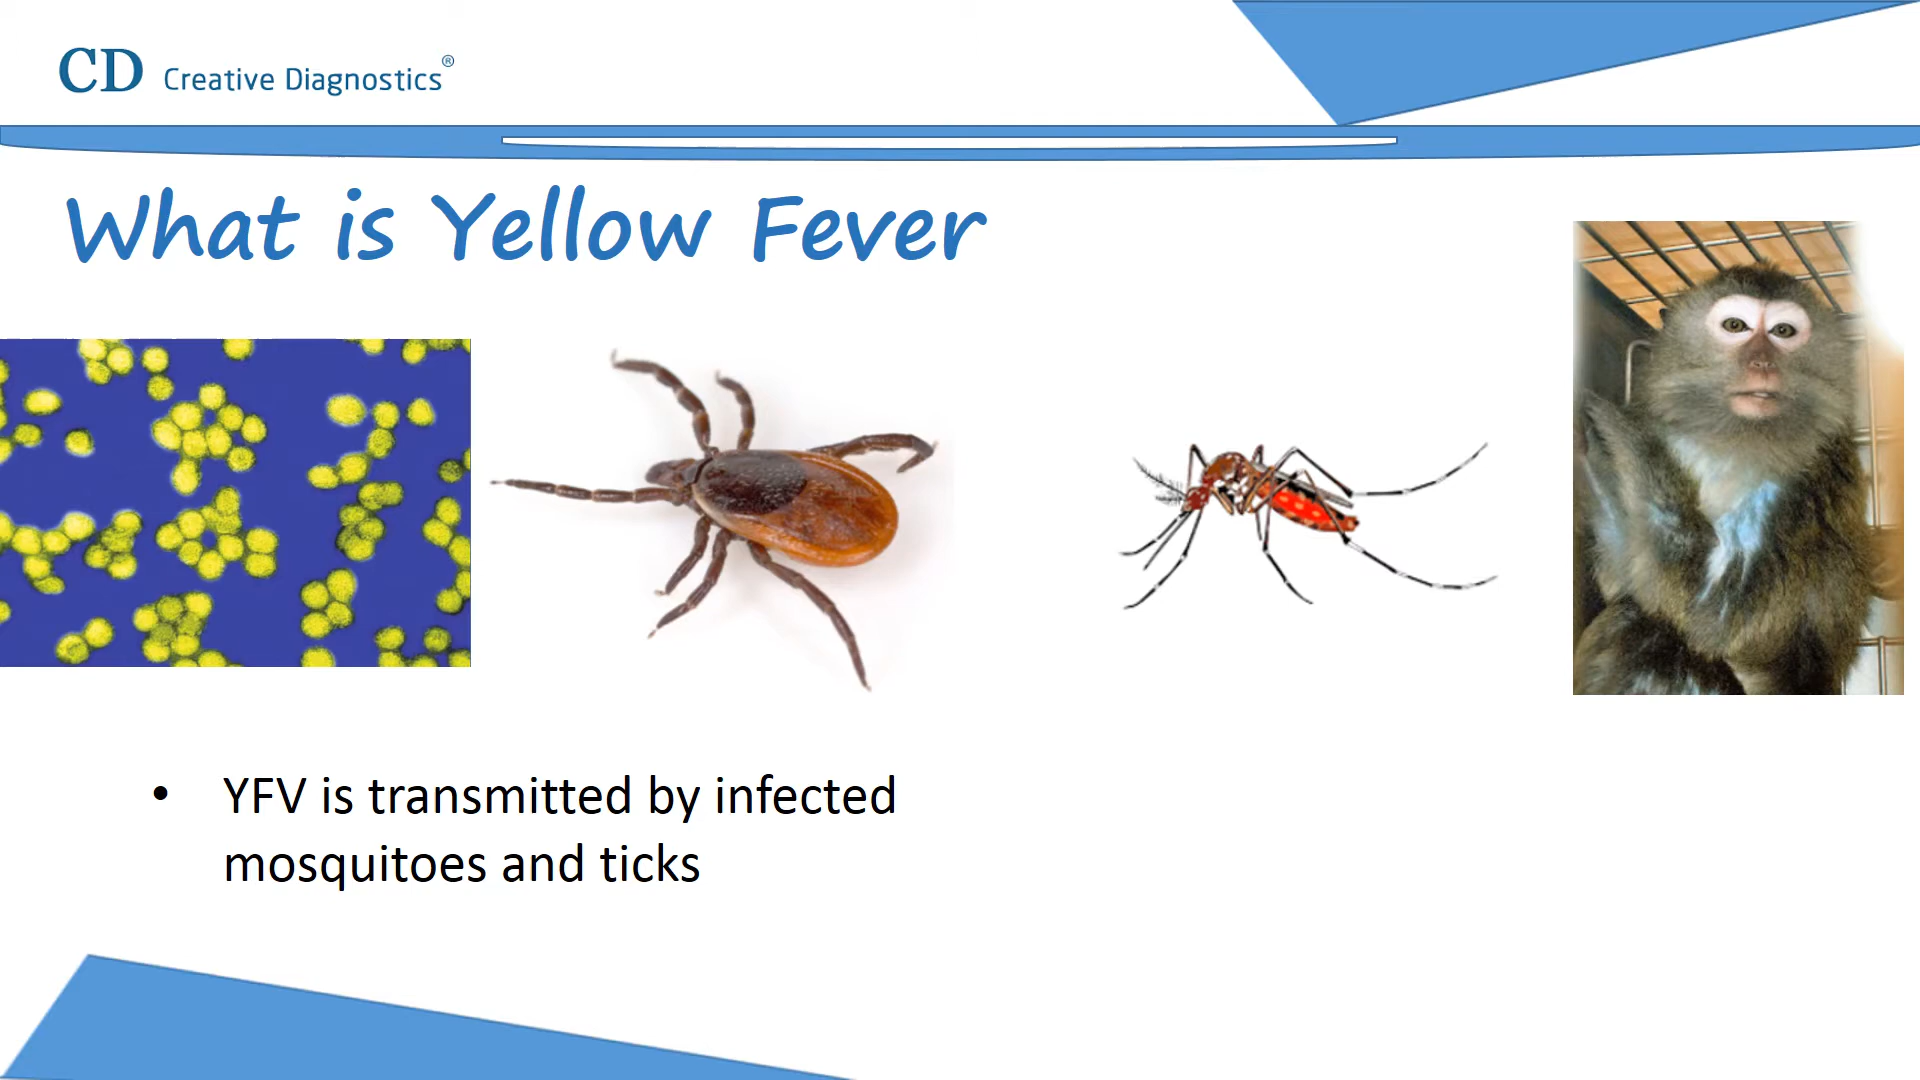 CD Creative Diagnostics®
What is Yellow Fever
• YFV is transmitted by infected
mosquitoes and ticks